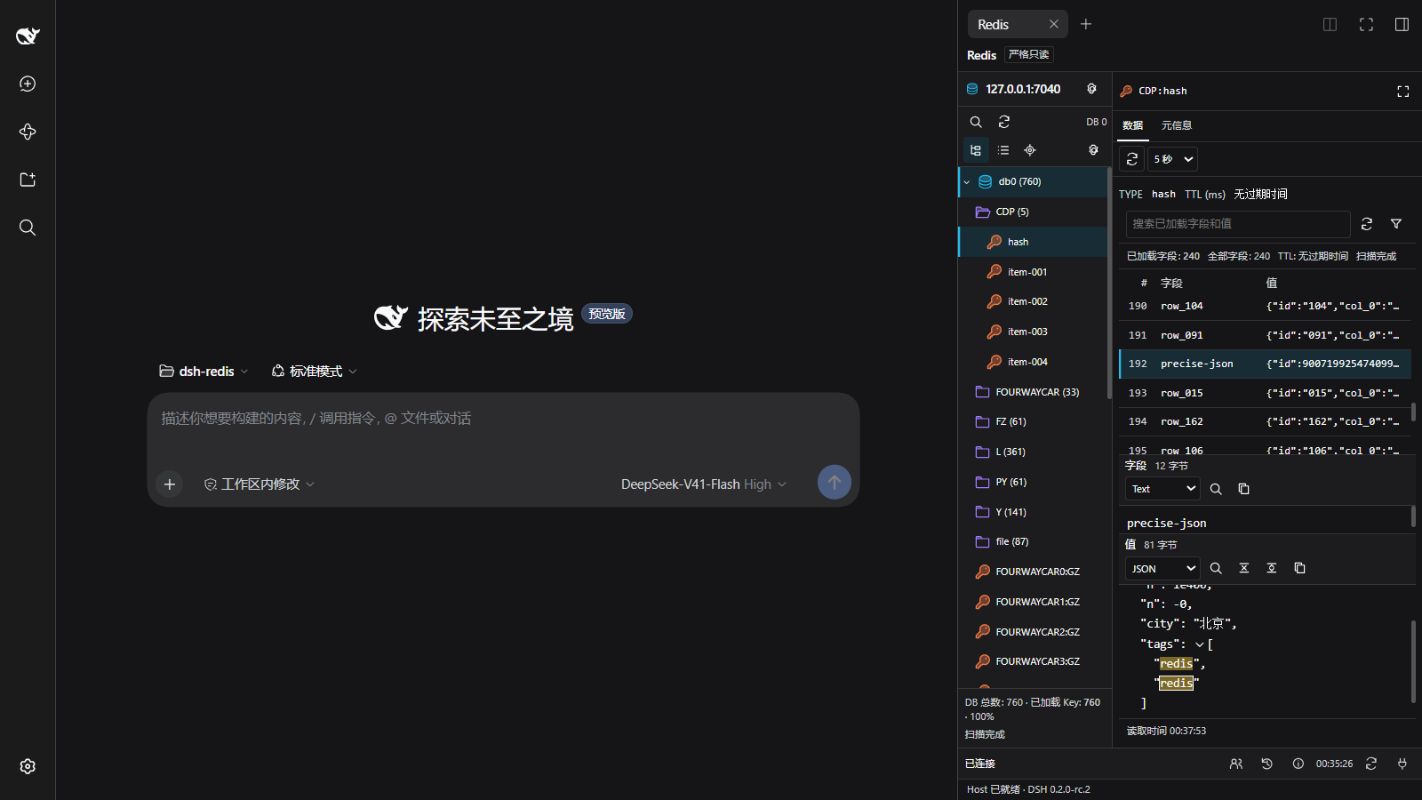 探索未至之境 预览版
dsh-redis 标准模式
描述你想要构建的内容, / 调用指令, @ 文件或对话
工作区内修改 DeepSeek-V41-Flash High
Redis
Redis 严格只读
127.0.0.1:7040
DB 0
db0 (760)
CDP (5)
hash
item-001
item-002
item-003
item-004
FOURWAYCAR (33)
FZ (61)
L (361)
PY (61)
Y (141)
file (87)
FOURWAYCAR0:GZ
FOURWAYCAR1:GZ
FOURWAYCAR2:GZ
FOURWAYCAR3:GZ
DB 总数: 760 · 已加载 Key: 760
· 100%
扫描完成
CDP:hash
数据 元信息
5 秒
TYPE hash TTL (ms) 无过期时间
搜索已加载字段和值
已加载字段: 240 全部字段: 240 TTL: 无过期时间 扫描完成
# 字段 值
190 row_104 {"id":"104","col_0":"…
191 row_091 {"id":"091","col_0":"…
192 precise-json {"id":900719925474099…
193 row_015 {"id":"015","col_0":"…
194 row_162 {"id":"162","col_0":"…
195 row_106 {"id":"106","col_0":"…
字段 12 字节
Text
precise-json
值 81 字节
JSON
"n": 1e400,
"n": -0,
"city": "北京",
"tags": [
"redis",
"redis"
]
读取时间 00:37:53
已连接 00:35:26
Host 已就绪 · DSH 0.2.0-rc.2